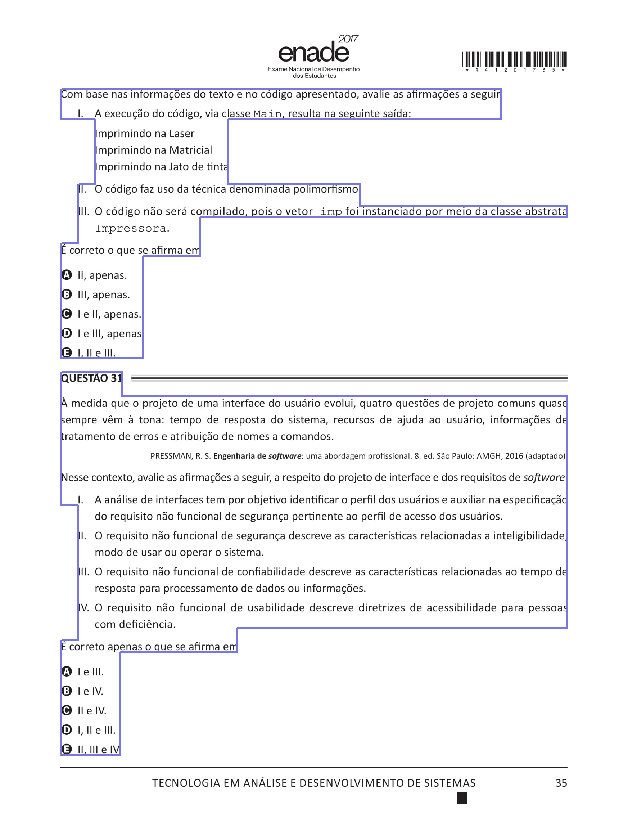 enade 2017
Exame Nacional de Desempenho
dos Estudantes
*R3512017
Com base nas informações do texto e no código apresentado, avalie as afirmações a seguir
I. A execução do código, via classe Main, resulta na seguinte saída:
Imprimindo na Laser
Imprimindo na Matricial
Imprimindo na Jato de tinta
II. O código faz uso da técnica denominada polimorfismo
III. O código não será compilado, pois o vetor imp foi instanciado por meio da classe abstrata
Impressora.
É correto o que se afirma em
A II, apenas.
B III, apenas.
C I e II, apenas.
D I e III, apenas
E I, II e III.
QUESTÃO 31
À medida que o projeto de uma interface do usuário evolui, quatro questões de projeto comuns quase
sempre vêm à tona: tempo de resposta do sistema, recursos de ajuda ao usuário, informações de
tratamento de erros e atribuição de nomes a comandos.
PRESSMAN, R. S. Engenharia de software: uma abordagem profissional. 8. ed. São Paulo: AMGH, 2016 (adaptado)
Nesse contexto, avalie as afirmações a seguir, a respeito do projeto de interface e dos requisitos de software
I. A análise de interfaces tem por objetivo identificar o perfil dos usuários e auxiliar na especificação
do requisito não funcional de segurança pertinente ao perfil de acesso dos usuários.
II. O requisito não funcional de segurança descreve as características relacionadas a inteligibilidade,
modo de usar ou operar o sistema.
III. O requisito não funcional de confiabilidade descreve as características relacionadas ao tempo de
resposta para processamento de dados ou informações.
IV. O requisito não funcional de usabilidade descreve diretrizes de acessibilidade para pessoas
com deficiência.
É correto apenas o que se afirma em
A I e III.
B I e IV.
C II e IV.
D I, II e III.
E II, III e IV
TECNOLOGIA EM ANÁLISE E DESENVOLVIMENTO DE SISTEMAS 35